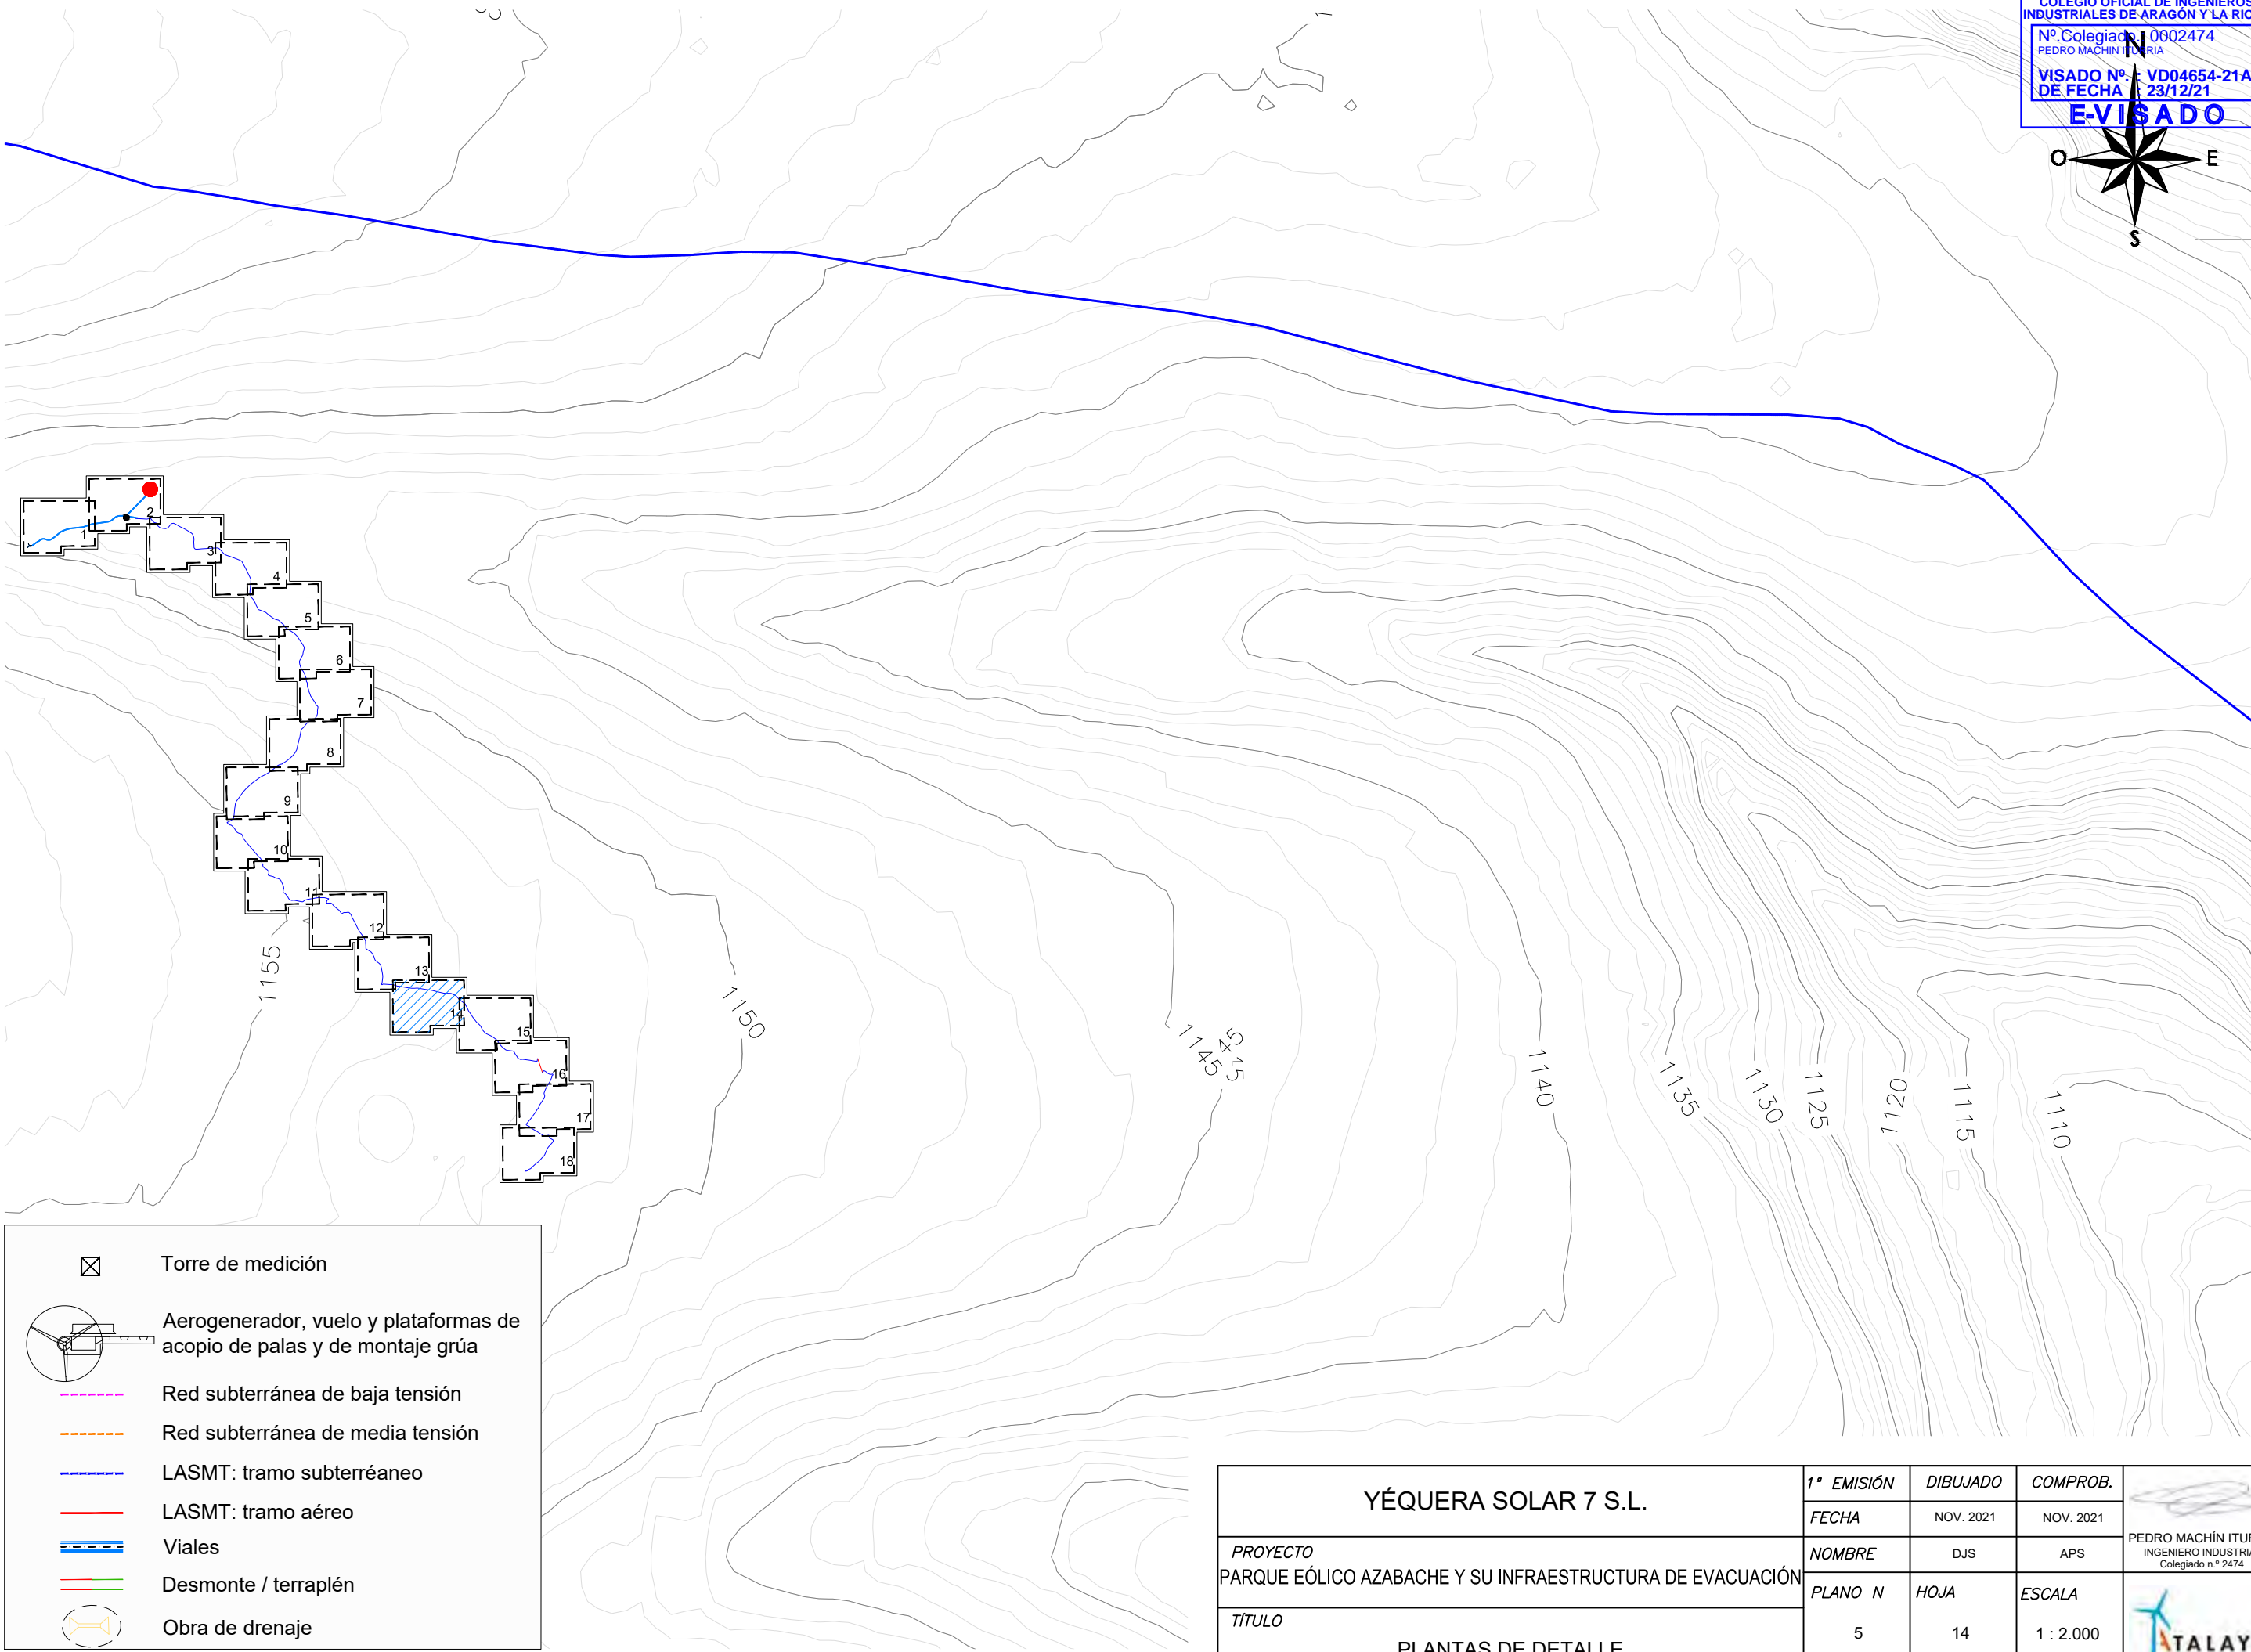 COLEGIO OFICIAL DE INGENIEROS
INDUSTRIALES DE ARAGÓN Y LA
Nº.Colegiado.: 0002474
PEDRO MACHIN ITURRIA
VISADO Nº. : VD04654-21A
DE FECHA : 23/12/21
E-VISADO
N
O
E
S
1
2
3
4
5
6
7
8
9
10
11
12
13
14
15
16
17
18
1155
1150
1145
45
1140
1135
1130
1125
1120
1115
1110
Torre de medición
Aerogenerador, vuelo y plataformas de
acopio de palas y de montaje grúa
Red subterránea de baja tensión
Red subterránea de media tensión
LASMT: tramo subterréaneo
LASMT: tramo aéreo
Viales
Desmonte / terraplén
Obra de drenaje
YÉQUERA SOLAR 7 S.L.
1ª EMISIÓN
DIBUJADO
COMPROB.
FECHA
NOV. 2021
NOV. 2021
NOMBRE
DJS
APS
PEDRO MACHÍN
INGENIERO
Colegiado n.º 2474
PROYECTO
PARQUE EÓLICO AZABACHE Y SU INFRAESTRUCTURA DE EVACUACIÓN
PLANO N
HOJA
ESCALA
5
14
1 : 2.000
TÍTULO
PLANTAS DE DETALLE
ATALAY